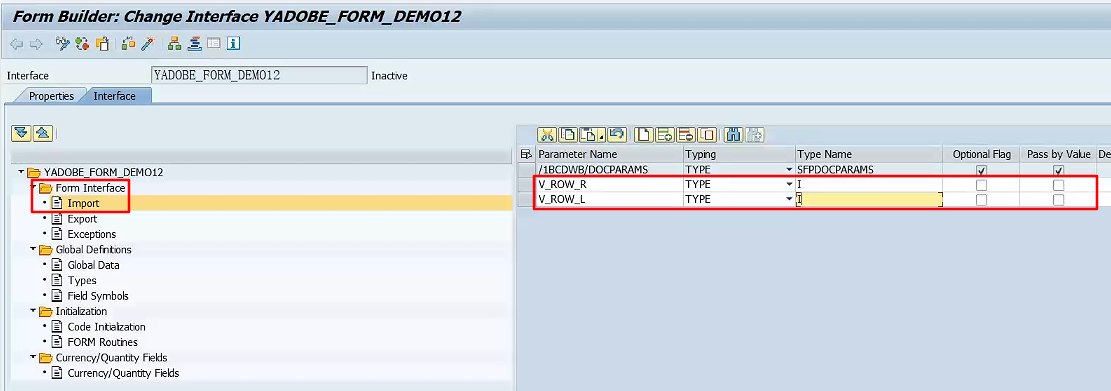 Form Builder: Change Interface YADOBE_FORM_DEMO12
Interface YADOBE_FORM_DEMO12 Inactive
Properties Interface
YADOBE_FORM_DEMO12
Form Interface
Import
Export
Exceptions
Global Definitions
Global Data
Types
Field Symbols
Initialization
Code Initialization
FORM Routines
Currency/Quantity Fields
Currency/Quantity Fields
Parameter Name Typing Type Name Optional Flag Pass by Value De
/1BCDWB/DOCPARAMS TYPE SFPDOCPARAMS
V_ROW_R TYPE I
V_ROW_L TYPE I